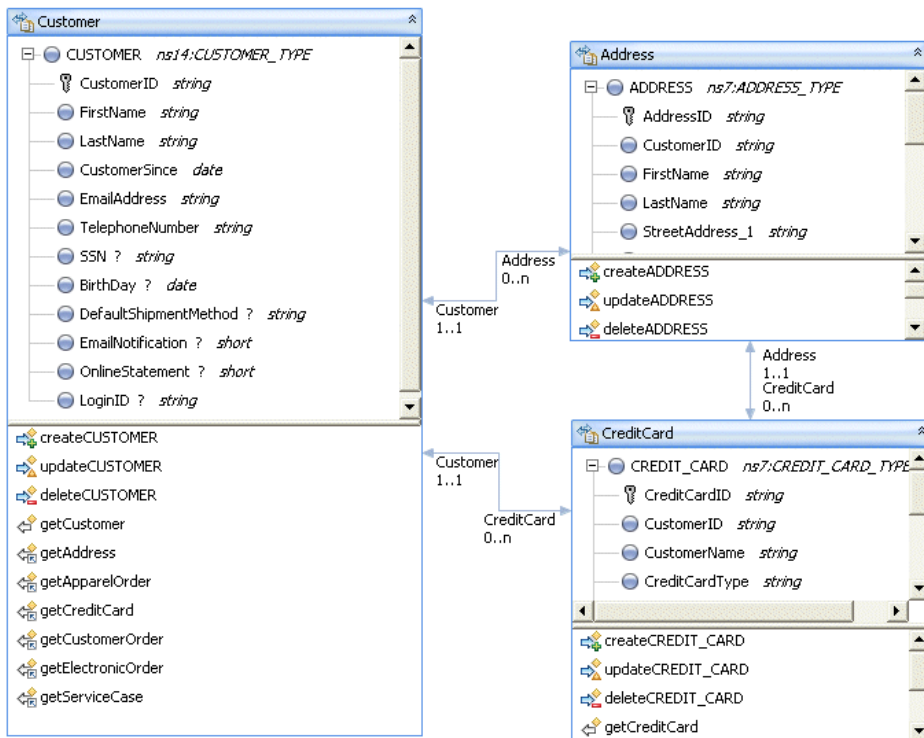 Customer
CUSTOMER ns14:CUSTOMER_TYPE
CustomerID string
FirstName string
LastName string
CustomerSince date
EmailAddress string
TelephoneNumber string
SSN ? string
BirthDay ? date
DefaultShipmentMethod ? string
EmailNotification ? short
OnlineStatement ? short
LoginID ? string
createCUSTOMER
updateCUSTOMER
deleteCUSTOMER
getCustomer
getAddress
getApparelOrder
getCreditCard
getCustomerOrder
getElectronicOrder
getServiceCase
Address
0..n
Customer
1..1
Customer
1..1
CreditCard
0..n
Address
ADDRESS ns7:ADDRESS_TYPE
AddressID string
CustomerID string
FirstName string
LastName string
StreetAddress_1 string
createADDRESS
updateADDRESS
deleteADDRESS
Address
1..1
CreditCard
0..n
CreditCard
CREDIT_CARD ns7:CREDIT_CARD_TYPE
CreditCardID string
CustomerID string
CustomerName string
CreditCardType string
createCREDIT_CARD
updateCREDIT_CARD
deleteCREDIT_CARD
getCreditCard